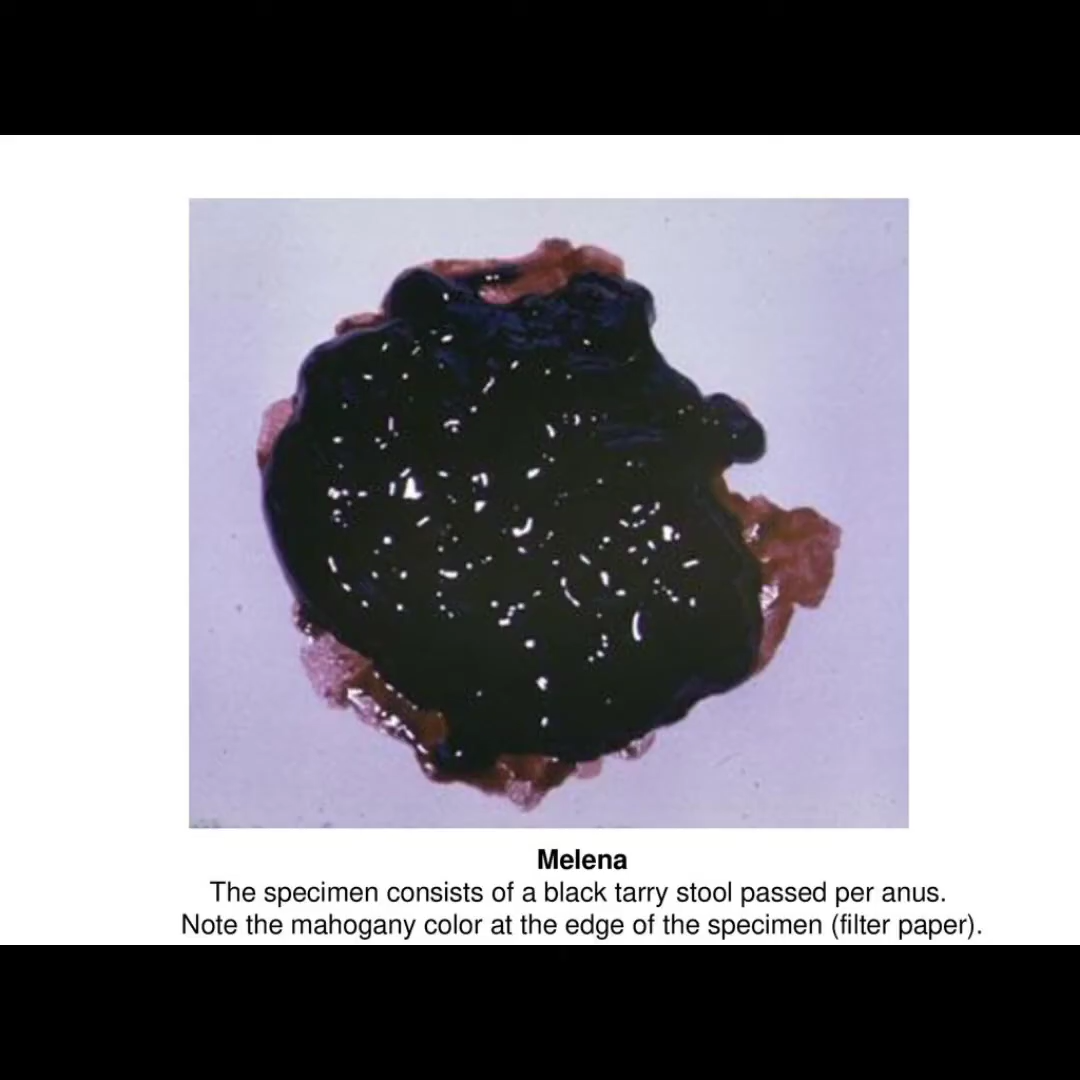 Melena
The specimen consists of a black tarry stool passed per anus.
Note the mahogany color at the edge of the specimen (filter paper).